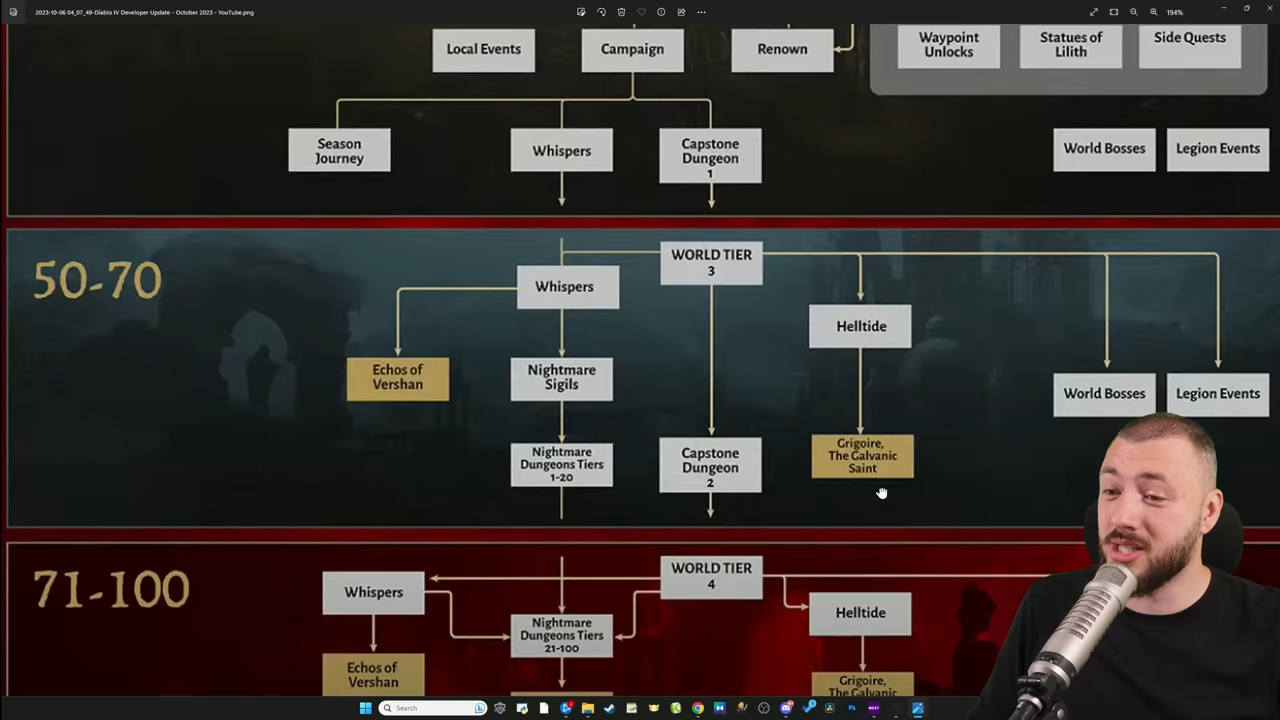 2023-10-06 04_07_49-Diablo IV Developer Update - October 2023 - YouTube.png
194%
Local Events
Campaign
Renown
Waypoint
Unlocks
Statues of
Lilith
Side Quests
Season
Journey
Whispers
Capstone
Dungeon
1
World Bosses
Legion Events
50-70
WORLD TIER
3
Whispers
Helltide
Echos of
Vershan
Nightmare
Sigils
World Bosses
Legion Events
Nightmare
Dungeons Tiers
1-20
Capstone
Dungeon
2
Grigoire,
The Galvanic
Saint
71-100
WORLD TIER
4
Whispers
Nightmare
Dungeons Tiers
21-100
Helltide
Echos of
Vershan
Grigoire,
The Galvanic
Search
Ps
NEXT